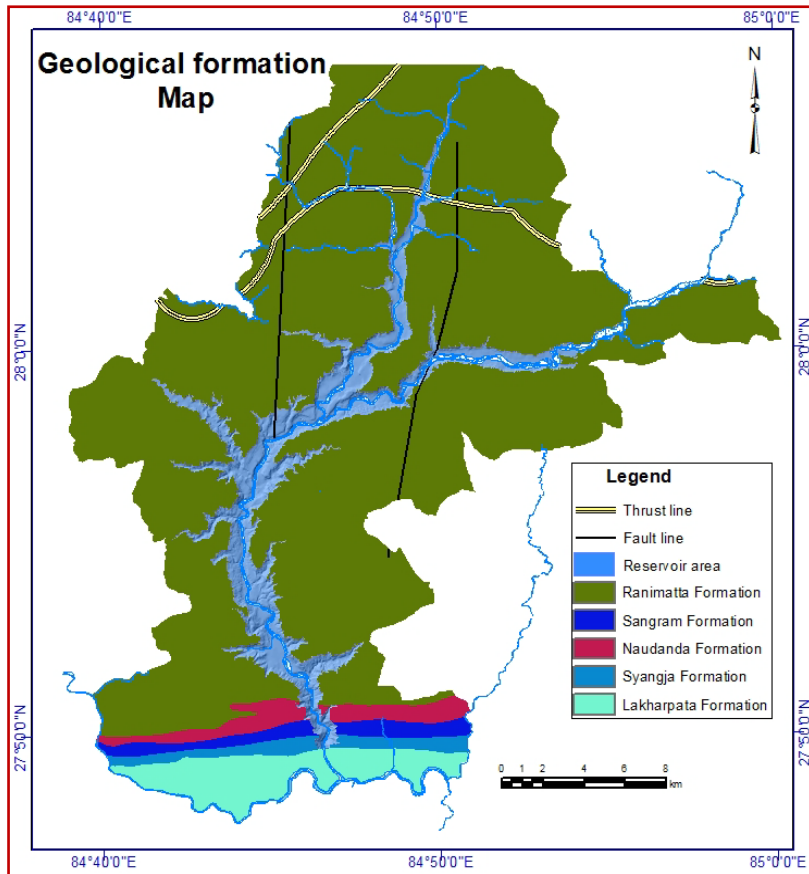 84°40'0"E 84°50'0"E 85°0'0"E
Geological formation
Map
N
28°0'0"N 28°0'0"N
Legend
Thrust line
Fault line
Reservoir area
Ranimatta Formation
Sangram Formation
Naudanda Formation
Syangja Formation
Lakharpata Formation
27°50'0"N 27°50'0"N
0 1 2 4 6 8
km
84°40'0"E 84°50'0"E 85°0'0"E